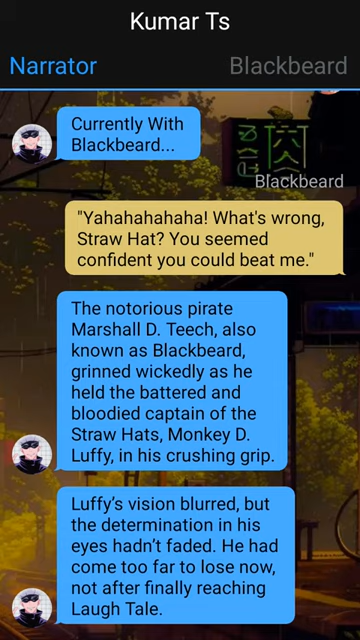 Kumar Ts
Narrator
Blackbeard
Currently With
Blackbeard...
Blackbeard
"Yahahahahaha! What's wrong,
Straw Hat? You seemed
confident you could beat me."
The notorious pirate
Marshall D. Teech, also
known as Blackbeard,
grinned wickedly as he
held the battered and
bloodied captain of the
Straw Hats, Monkey D.
Luffy, in his crushing grip.
Luffy’s vision blurred, but
the determination in his
eyes hadn’t faded. He had
come too far to lose now,
not after finally reaching
Laugh Tale.